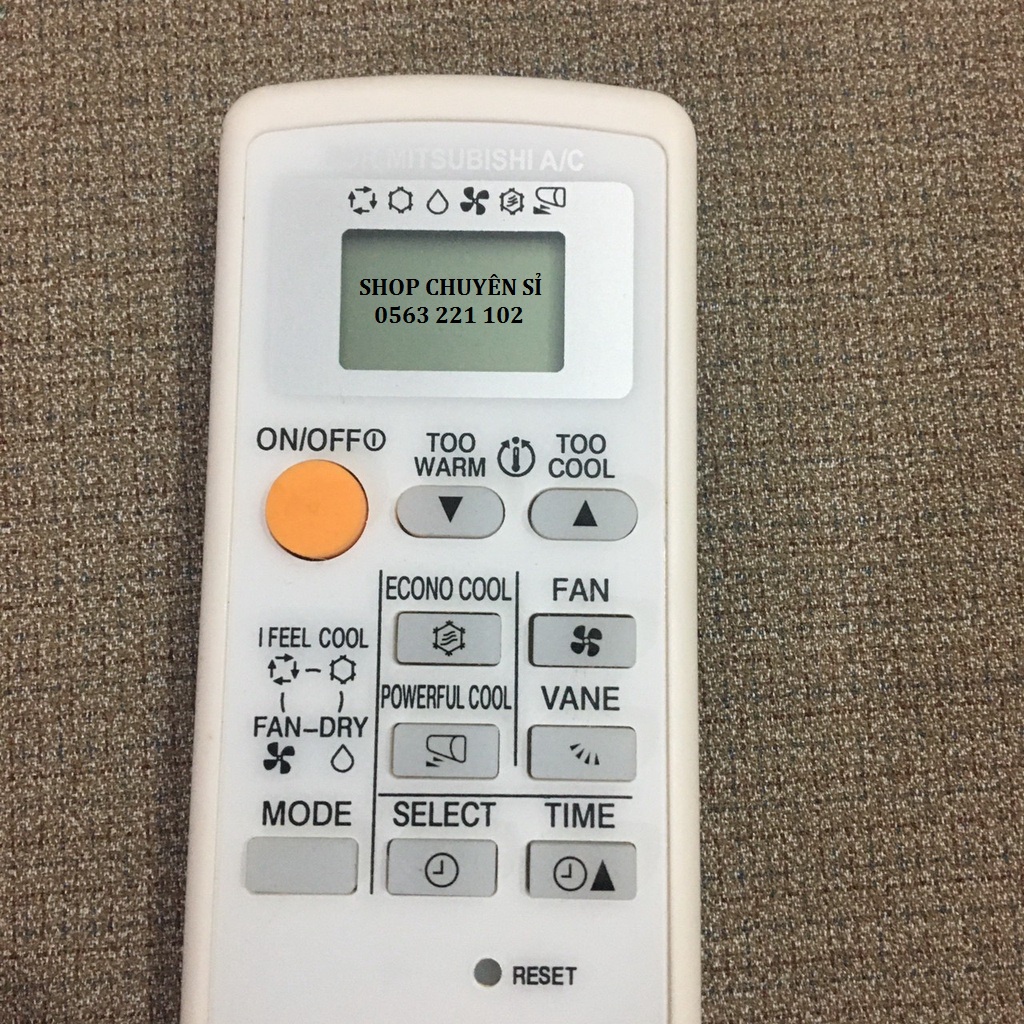 FOR MITSUBISHI A/C
SHOP CHUYÊN SỈ
0563 221 102
ON/OFF
TOO WARM
TOO COOL
ECONO COOL
FAN
I FEEL COOL
POWERFUL COOL
VANE
FAN–DRY
MODE
SELECT
TIME
RESET